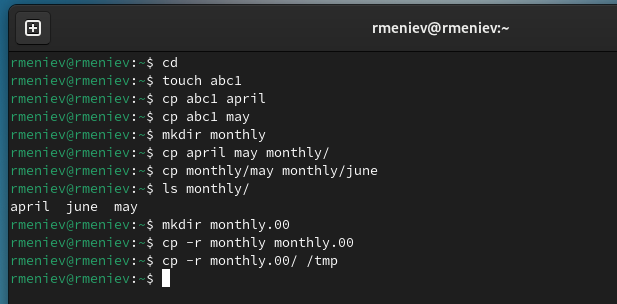 rmeniev@rmeniev:~
rmeniev@rmeniev:~$ cd
rmeniev@rmeniev:~$ touch abc1
rmeniev@rmeniev:~$ cp abc1 april
rmeniev@rmeniev:~$ cp abc1 may
rmeniev@rmeniev:~$ mkdir monthly
rmeniev@rmeniev:~$ cp april may monthly/
rmeniev@rmeniev:~$ cp monthly/may monthly/june
rmeniev@rmeniev:~$ ls monthly/
april  june  may
rmeniev@rmeniev:~$ mkdir monthly.00
rmeniev@rmeniev:~$ cp -r monthly monthly.00
rmeniev@rmeniev:~$ cp -r monthly.00/ /tmp
rmeniev@rmeniev:~$